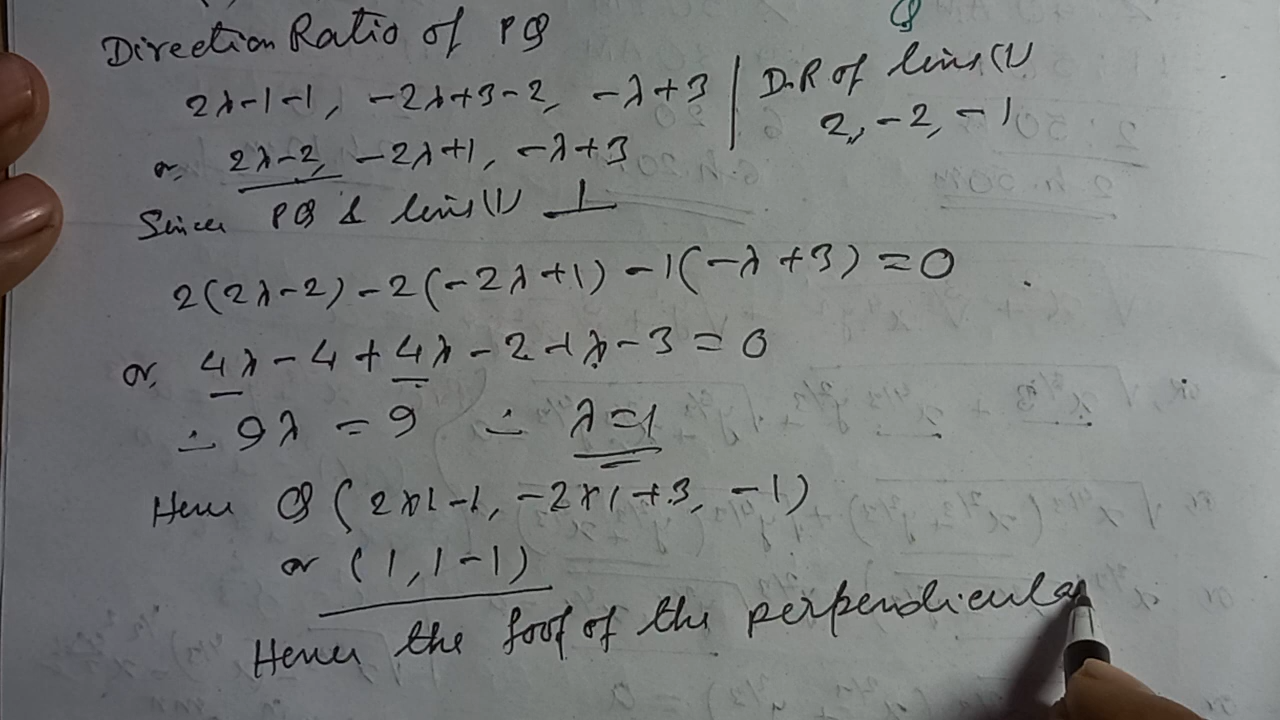 Direction Ratio of PQ
2λ-1-1, -2λ+3-2, -λ+3 | D.R of line (1)
or, 2λ-2, -2λ+1, -λ+3 2, -2, -1
Since PQ & line (1) ⊥
2(2λ-2)-2(-2λ+1)-1(-λ+3)=0
or, 4λ-4+4λ-2+λ-3=0
∴ 9λ=9 ∴ λ=1
Hence Q(2×1-1, -2×1+3, -1)
or (1,1-1)
Hence the foot of the perpendicular